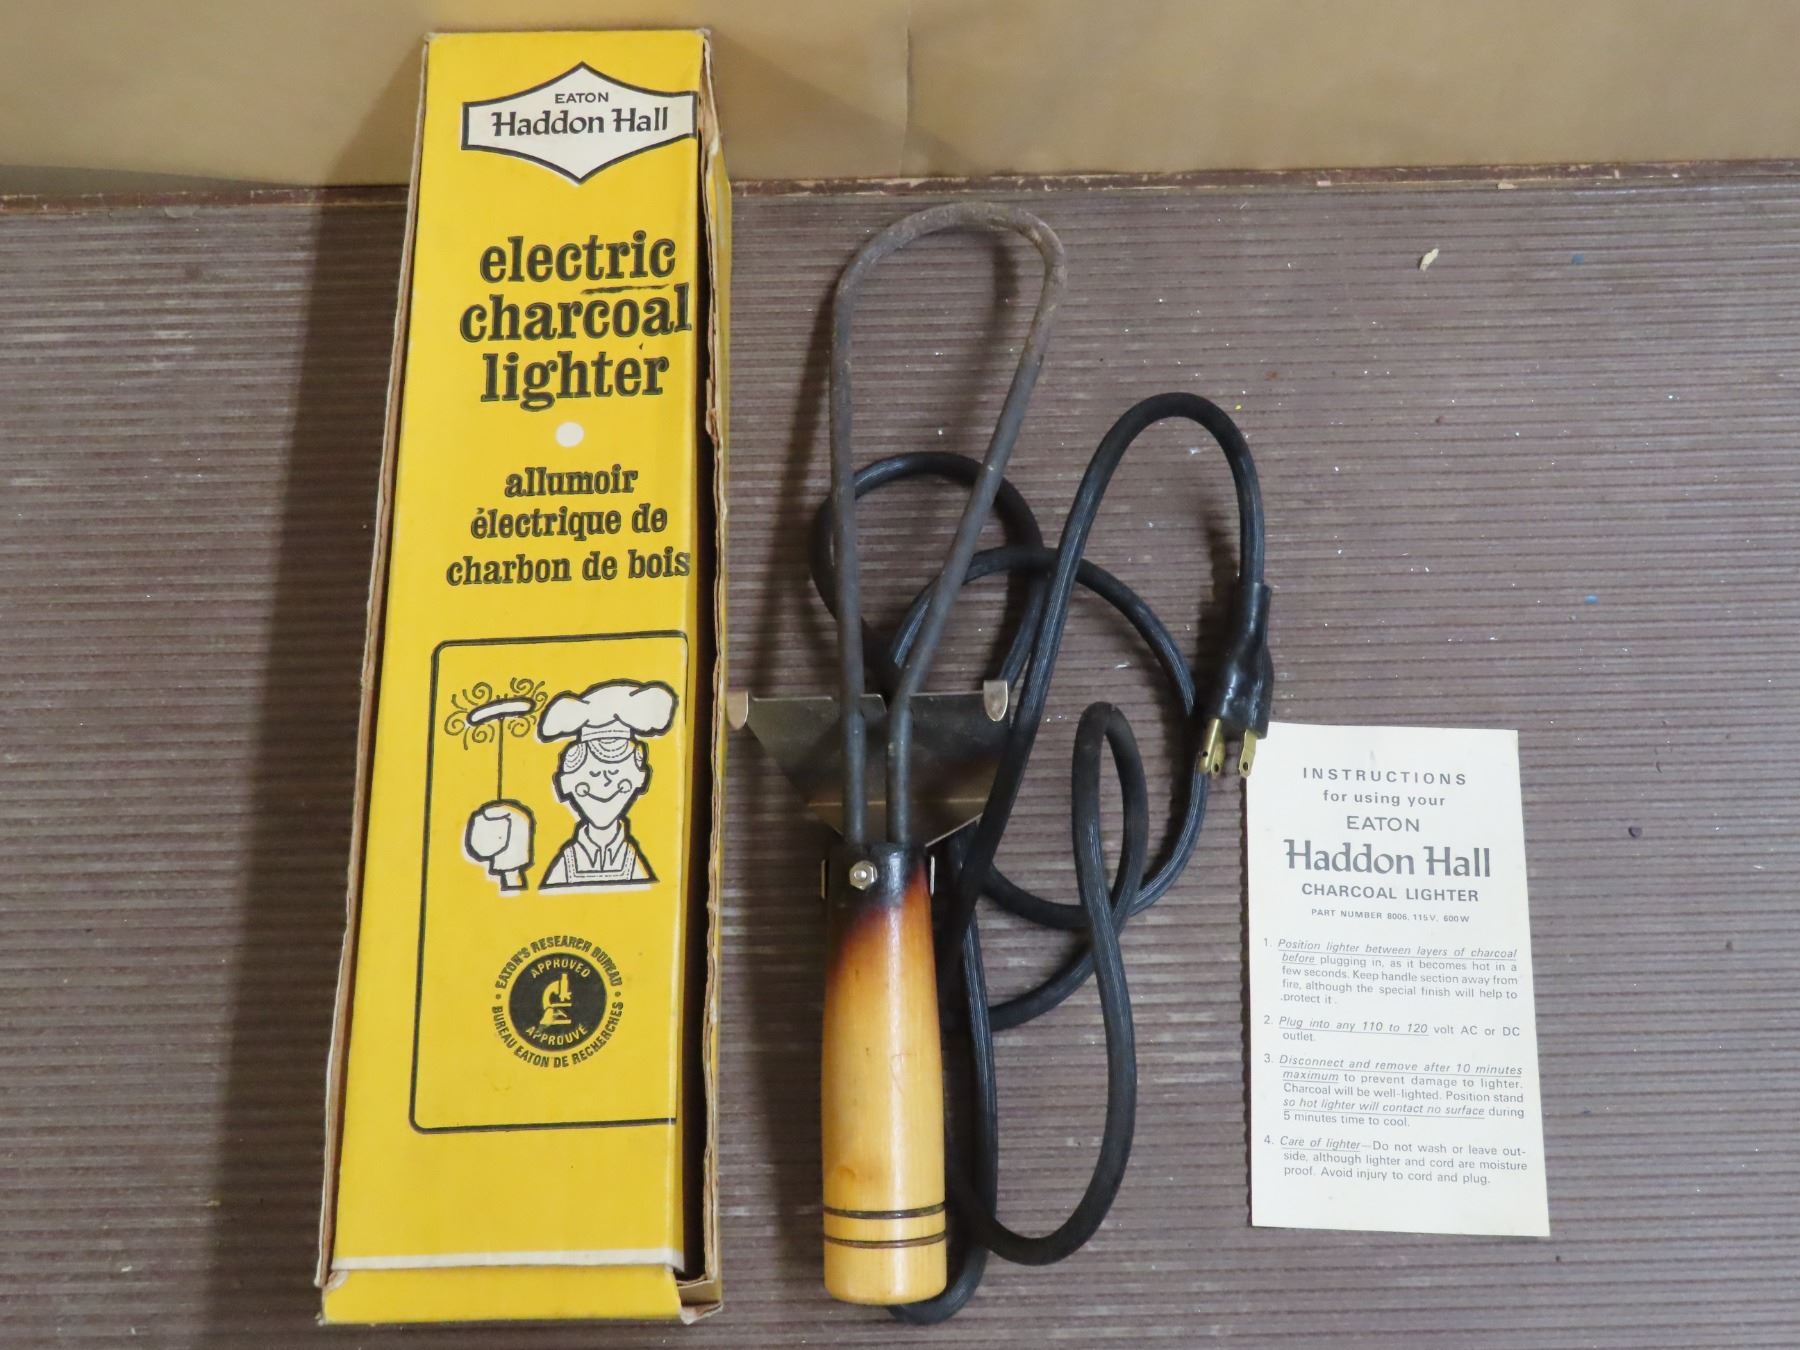 EATON
Haddon Hall
electric
charcoal
lighter
allumoir
électrique de
charbon de bois
EATON'S RESEARCH BUREAU
APPROVED
APPROUVÉ
BUREAU EATON DE RECHERCHES
INSTRUCTIONS
for using your
EATON
Haddon Hall
CHARCOAL LIGHTER
PART NUMBER 8006, 115V, 600W
1. Position lighter between layers of charcoal
before plugging in, as it becomes hot in a
few seconds. Keep handle section away from
fire, although the special finish will help to
protect it.
2. Plug into any 110 to 120 volt AC or DC
outlet.
3. Disconnect and remove after 10 minutes
maximum to prevent damage to lighter.
Charcoal will be well-lighted. Position stand
so hot lighter will contact no surface during
5 minutes time to cool.
4. Care of lighter—Do not wash or leave out-
side, although lighter and cord are moisture
proof. Avoid injury to cord and plug.